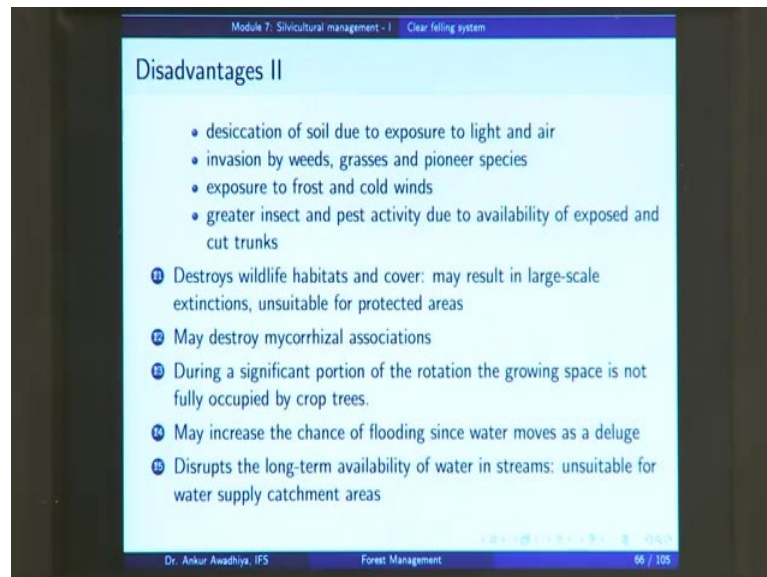 Module 7: Silvicultural management - I Clear felling system
Disadvantages II
• desiccation of soil due to exposure to light and air
• invasion by weeds, grasses and pioneer species
• exposure to frost and cold winds
• greater insect and pest activity due to availability of exposed and
cut trunks
11 Destroys wildlife habitats and cover: may result in large-scale
extinctions, unsuitable for protected areas
12 May destroy mycorrhizal associations
13 During a significant portion of the rotation the growing space is not
fully occupied by crop trees.
14 May increase the chance of flooding since water moves as a deluge
15 Disrupts the long-term availability of water in streams: unsuitable for
water supply catchment areas
Dr. Ankur Awadhiya, IFS Forest Management 66 / 105